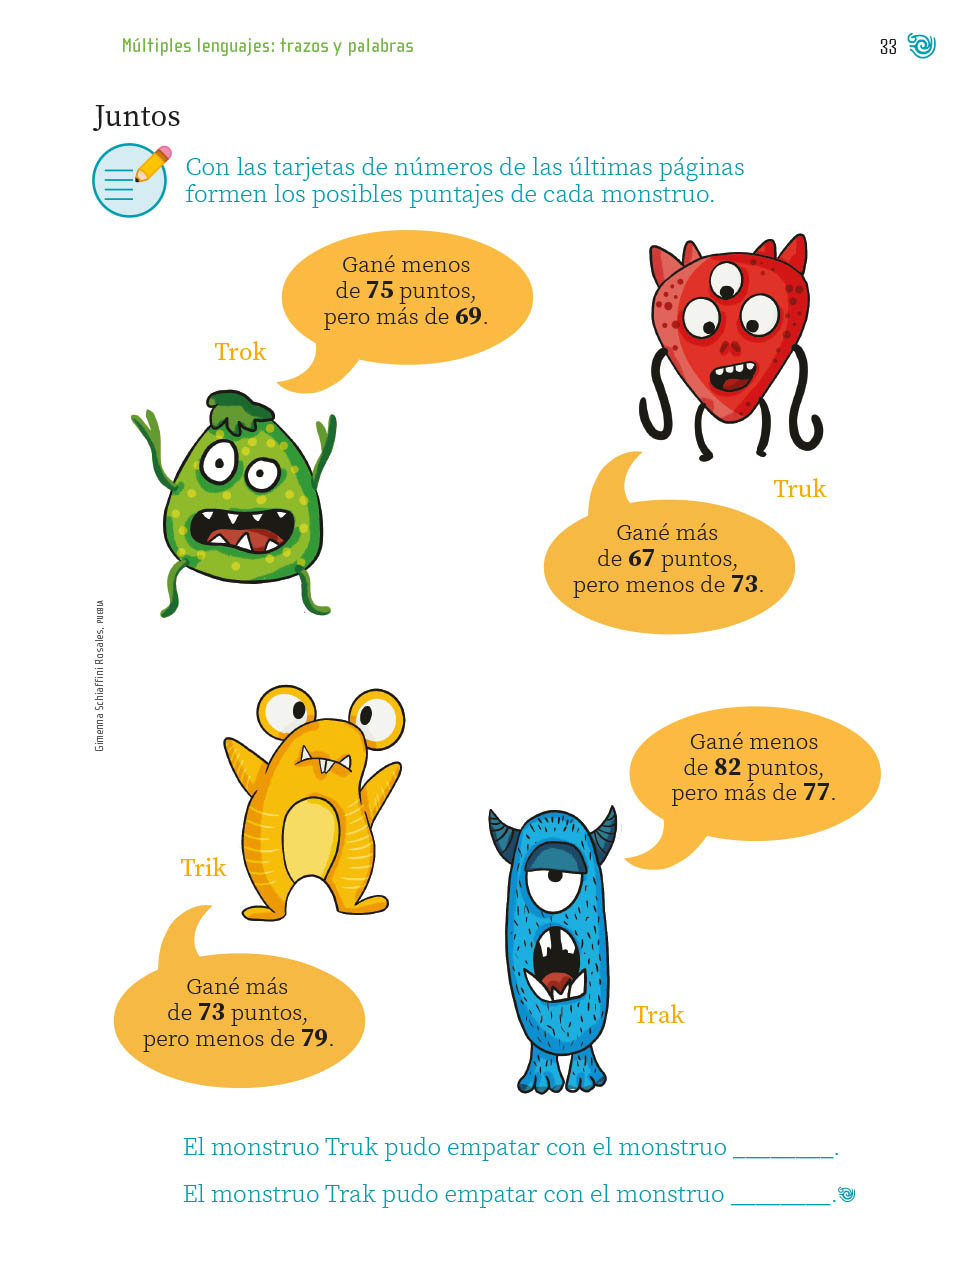 Múltiples lenguajes: trazos y palabras
33
Juntos
Con las tarjetas de números de las últimas páginas
formen los posibles puntajes de cada monstruo.
Gané menos
de 75 puntos,
pero más de 69.
Trok
Truk
Gané más
de 67 puntos,
pero menos de 73.
Gimenna Schiaffini Rosales, PUEBLA
Gané menos
de 82 puntos,
pero más de 77.
Trik
Gané más
de 73 puntos,
pero menos de 79.
Trak
El monstruo Truk pudo empatar con el monstruo ________.
El monstruo Trak pudo empatar con el monstruo ________.